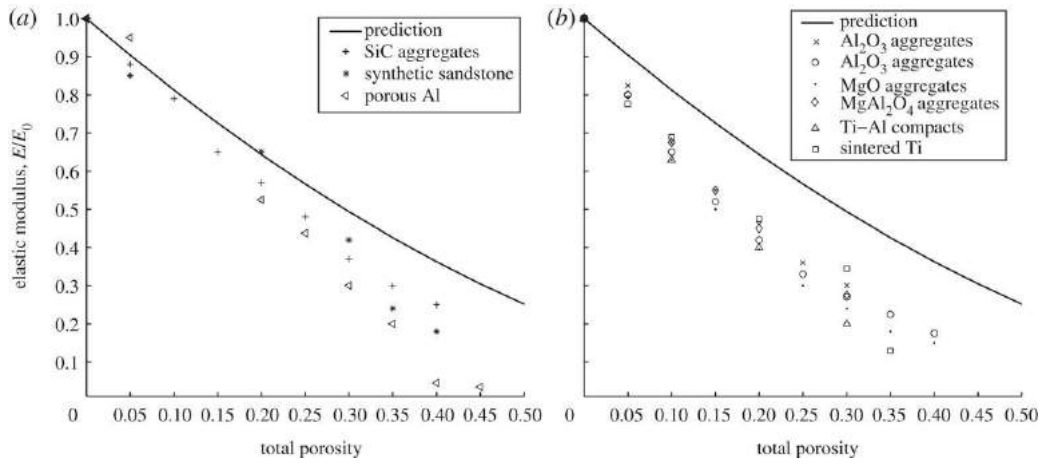 (a)
1.0
0.9
0.8
0.7
0.6
0.5
0.4
0.3
0.2
0.1
0
elastic modulus, E/E₀
prediction
SiC aggregates
synthetic sandstone
porous Al
0.05 0.10 0.15 0.20 0.25 0.30 0.35 0.40 0.45 0.50
total porosity
(b)
prediction
Al₂O₃ aggregates
Al₂O₃ aggregates
MgO aggregates
MgAl₂O₄ aggregates
Ti–Al compacts
sintered Ti
0
0.05 0.10 0.15 0.20 0.25 0.30 0.35 0.40 0.45 0.50
total porosity